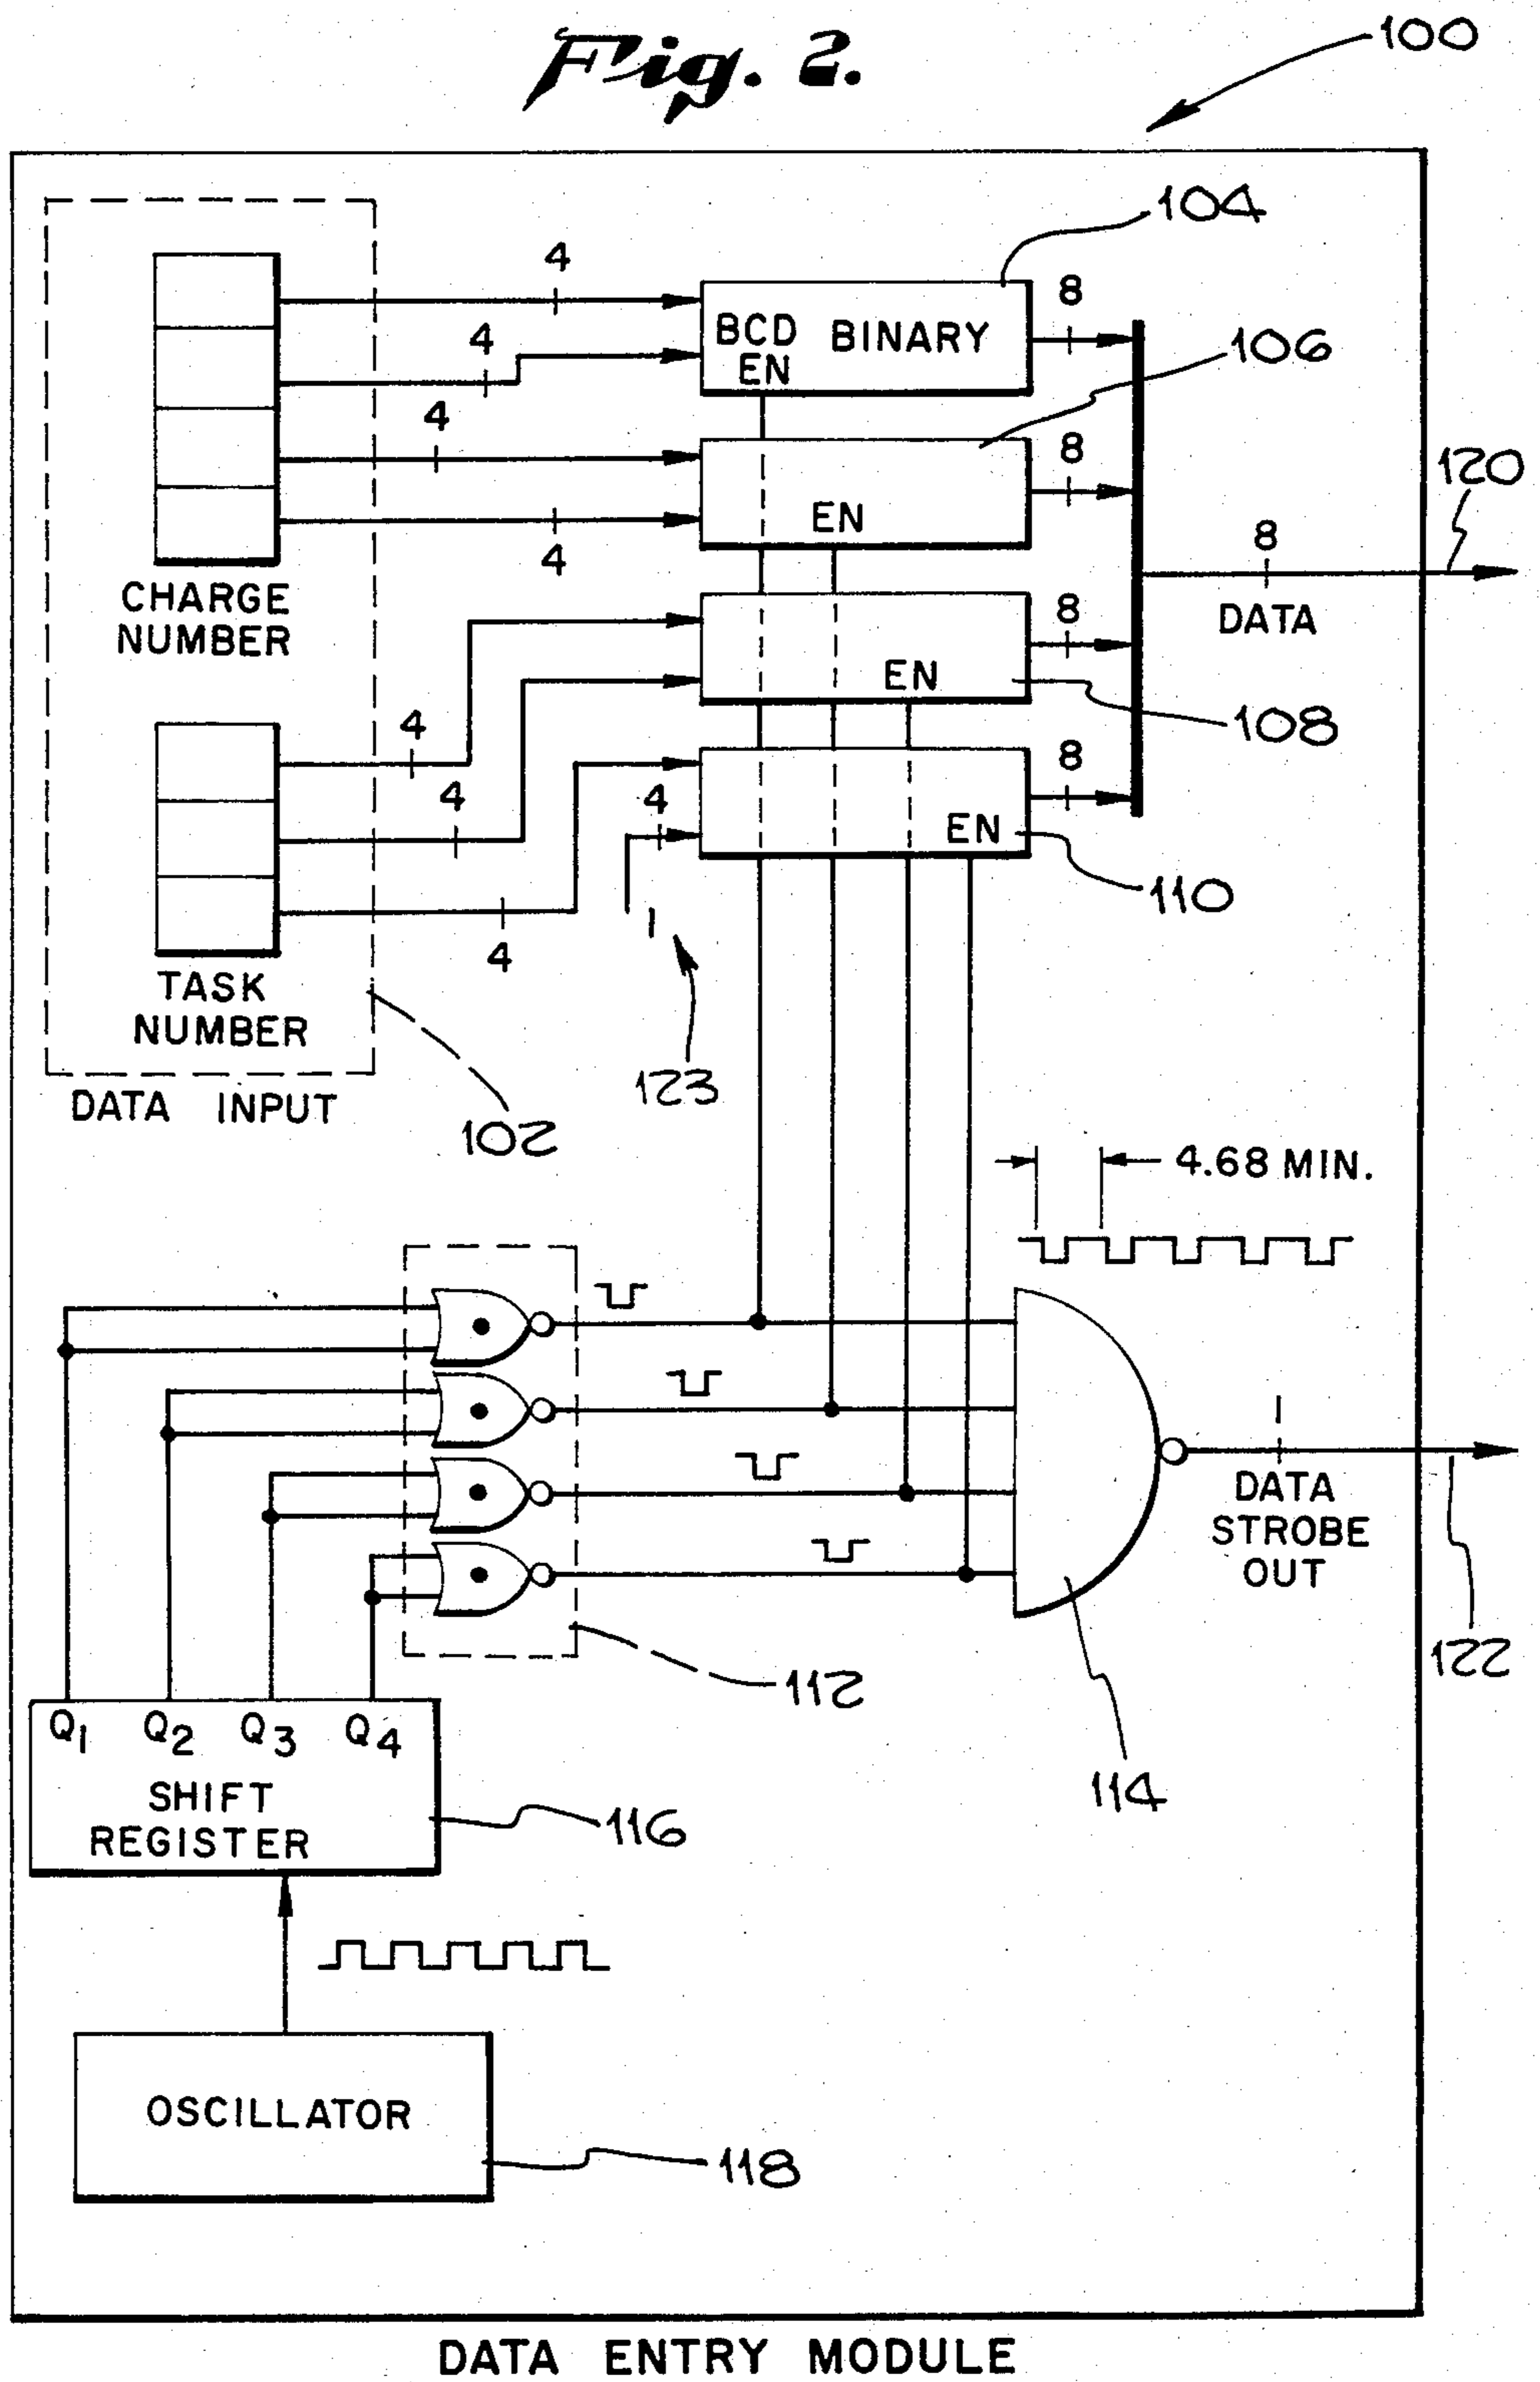 Fig. 2.
100
104
4
8
4
BCD BINARY
EN
106
4
8
120
EN
4
8
CHARGE
NUMBER
8
DATA
EN
4
108
8
4
4
EN
110
1
4
TASK
NUMBER
123
DATA INPUT
102
4.68 MIN.
1
DATA
STROBE
OUT
122
112
Q1 Q2 Q3 Q4
114
SHIFT
REGISTER
116
OSCILLATOR
118
DATA ENTRY MODULE